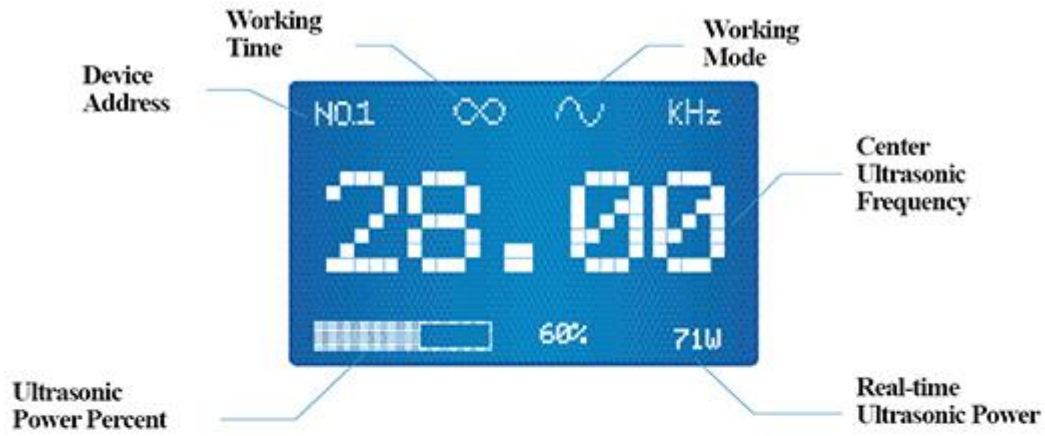 Working
Time
Working
Mode
Device
Address
NO.1
KHz
28.00
Center
Ultrasonic
Frequency
60%
71W
Ultrasonic
Power Percent
Real-time
Ultrasonic Power